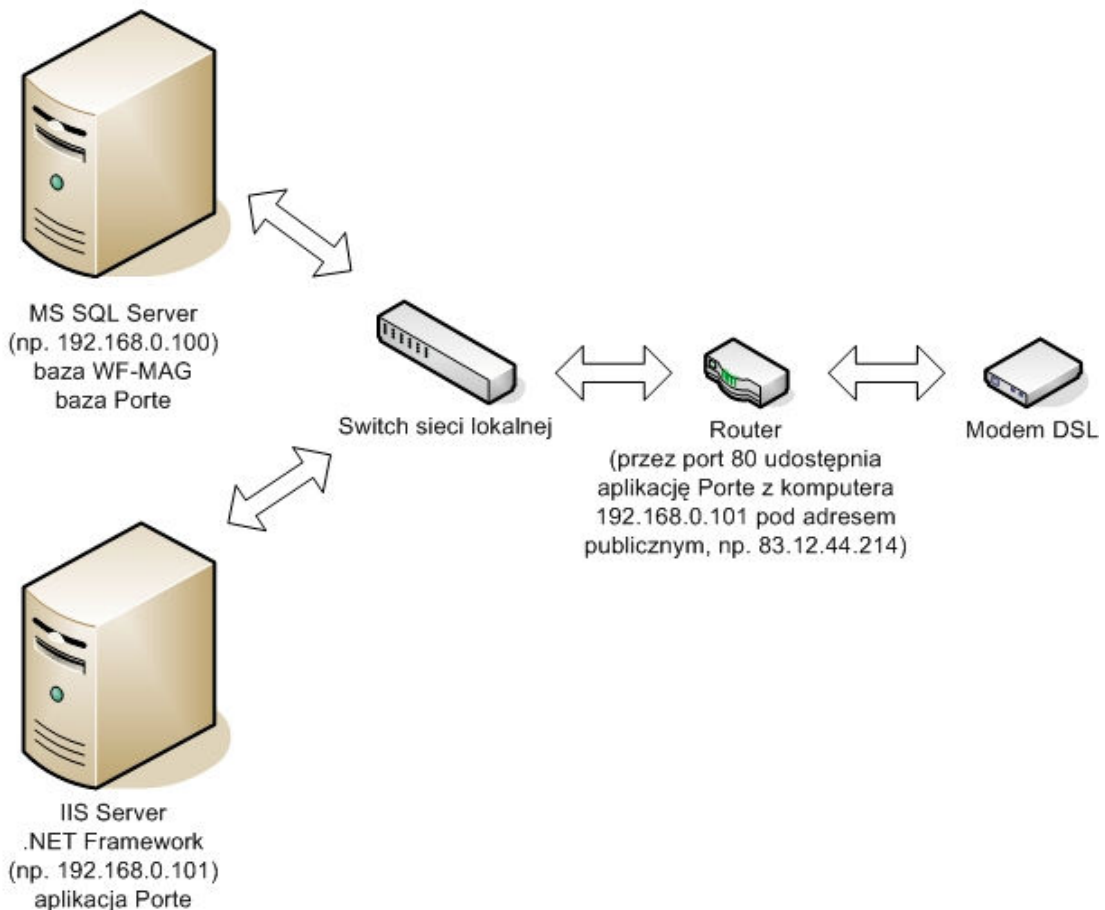 MS SQL Server
(np. 192.168.0.100)
baza WF-MAG
baza Porte
Switch sieci lokalnej
Router
(przez port 80 udostępnia
aplikację Porte z komputera
192.168.0.101 pod adresem
publicznym, np. 83.12.44.214)
Modem DSL
IIS Server
.NET Framework
(np. 192.168.0.101)
aplikacja Porte